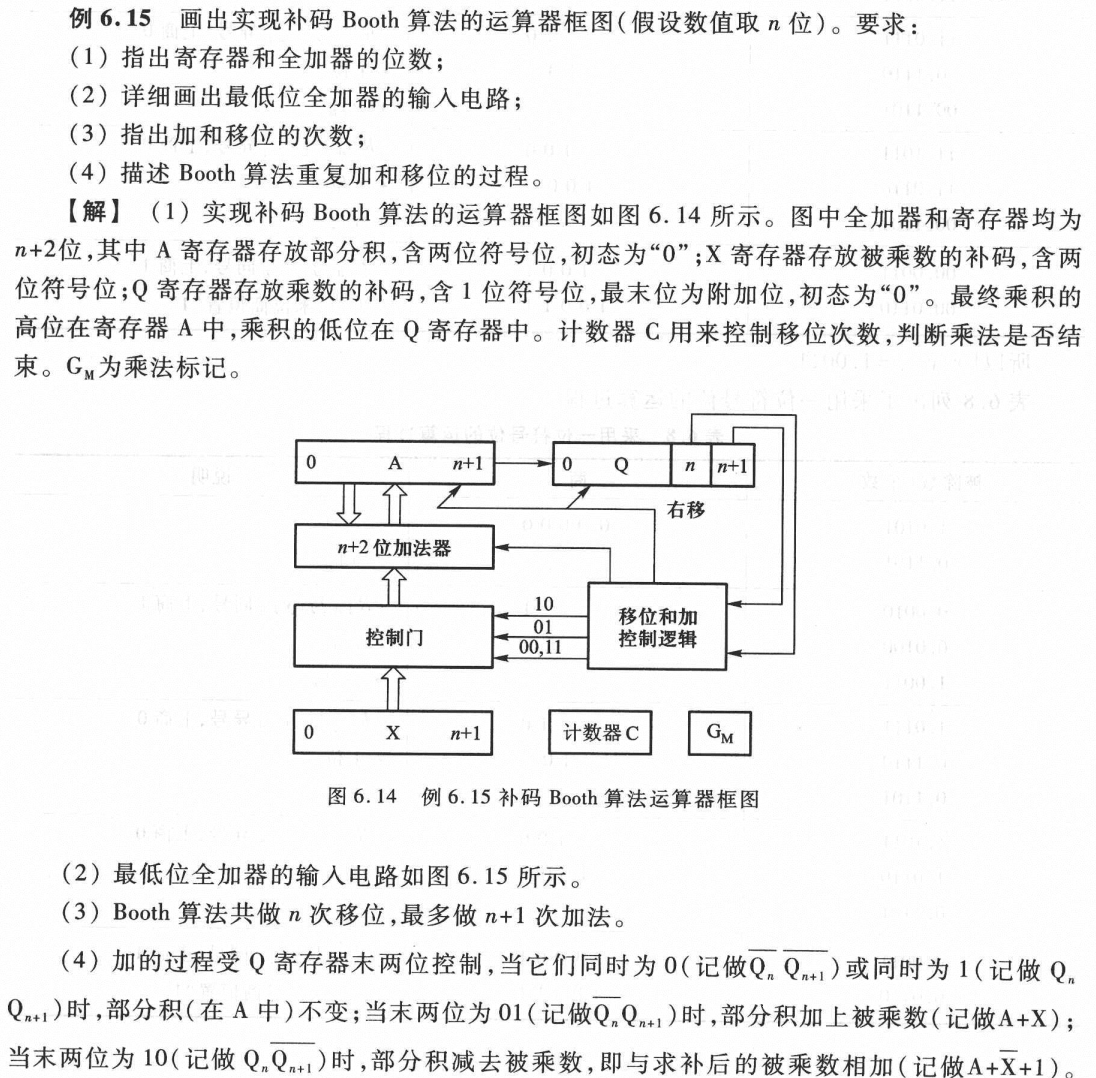 例 6.15 画出实现补码 Booth 算法的运算器框图(假设数值取 n 位)。要求:
(1) 指出寄存器和全加器的位数;
(2) 详细画出最低位全加器的输入电路;
(3) 指出加和移位的次数;
(4) 描述 Booth 算法重复加和移位的过程。
【解】 (1) 实现补码 Booth 算法的运算器框图如图 6.14 所示。图中全加器和寄存器均为
n+2位,其中 A 寄存器存放部分积,含两位符号位,初态为“0”;X 寄存器存放被乘数的补码,含两
位符号位;Q 寄存器存放乘数的补码,含 1 位符号位,最末位为附加位,初态为“0”。最终乘积的
高位在寄存器 A 中,乘积的低位在 Q 寄存器中。计数器 C 用来控制移位次数,判断乘法是否结
束。G_M为乘法标记。
0 A n+1 0 Q n n+1
右移
n+2 位加法器
控制门 10 01 00,11 移位和加控制逻辑
0 X n+1 计数器 C G_M
图 6.14 例 6.15 补码 Booth 算法运算器框图
(2) 最低位全加器的输入电路如图 6.15 所示。
(3) Booth 算法共做 n 次移位,最多做 n+1 次加法。
(4) 加的过程受 Q 寄存器末两位控制,当它们同时为 0(记做Q̅_n Q̅_{n+1})或同时为 1(记做 Q_n
Q_{n+1})时,部分积(在 A 中)不变;当末两位为 01(记做Q̅_nQ_{n+1})时,部分积加上被乘数(记做A+X);
当末两位为 10(记做 Q_nQ̅_{n+1})时,部分积减去被乘数,即与求补后的被乘数相加(记做A+X̅+1)。